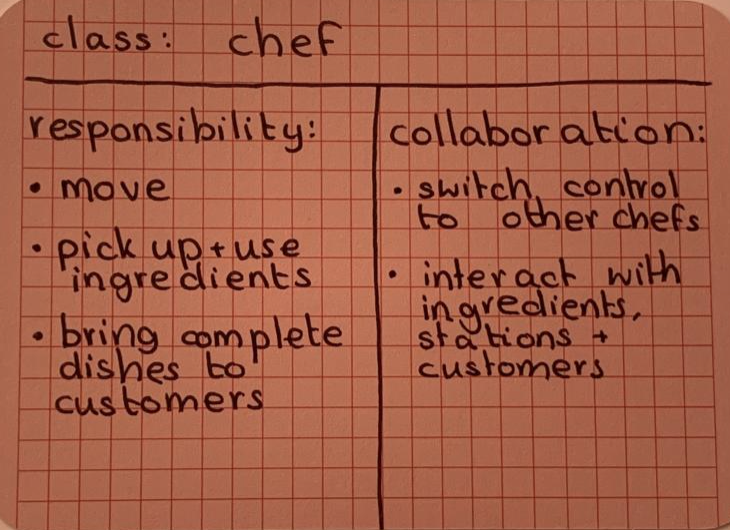 class: chef
responsibility:
• move
• pick up + use
ingredients
• bring complete
dishes to
customers
collaboration:
• switch control
to other chefs
• interact with
ingredients,
stations +
customers